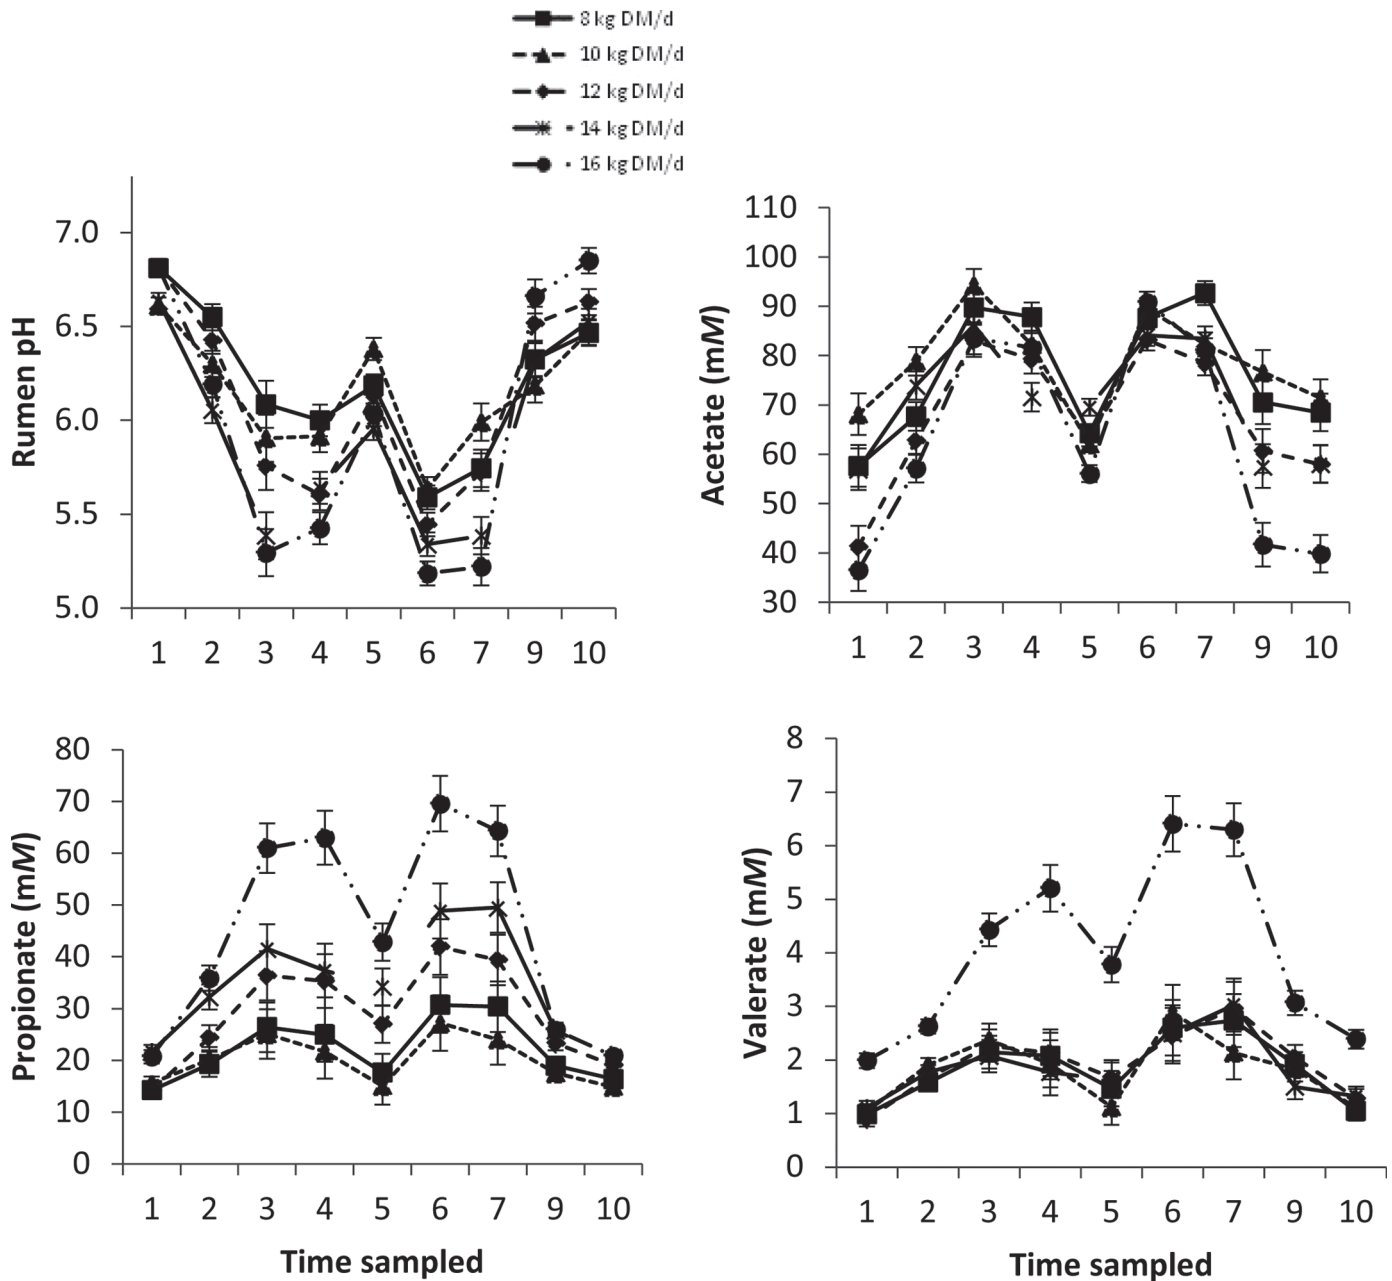 8 kg DM/d
10 kg DM/d
12 kg DM/d
14 kg DM/d
16 kg DM/d
Rumen pH
7.0
6.5
6.0
5.5
5.0
1 2 3 4 5 6 7 9 10
Acetate (mM)
110
100
90
80
70
60
50
40
30
1 2 3 4 5 6 7 9 10
Propionate (mM)
80
70
60
50
40
30
20
10
0
1 2 3 4 5 6 7 9 10
Time sampled
Valerate (mM)
8
7
6
5
4
3
2
1
0
1 2 3 4 5 6 7 9 10
Time sampled